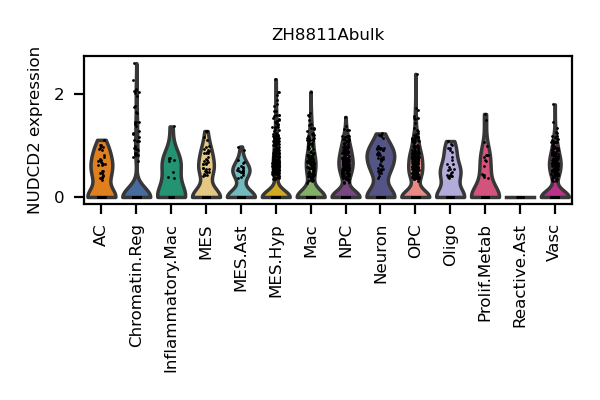 ZH8811Abulk
NUDCD2 expression
2
0
AC
Chromatin.Reg
Inflammatory.Mac
MES
MES.Ast
MES.Hyp
Mac
NPC
Neuron
OPC
Oligo
Prolif.Metab
Reactive.Ast
Vasc